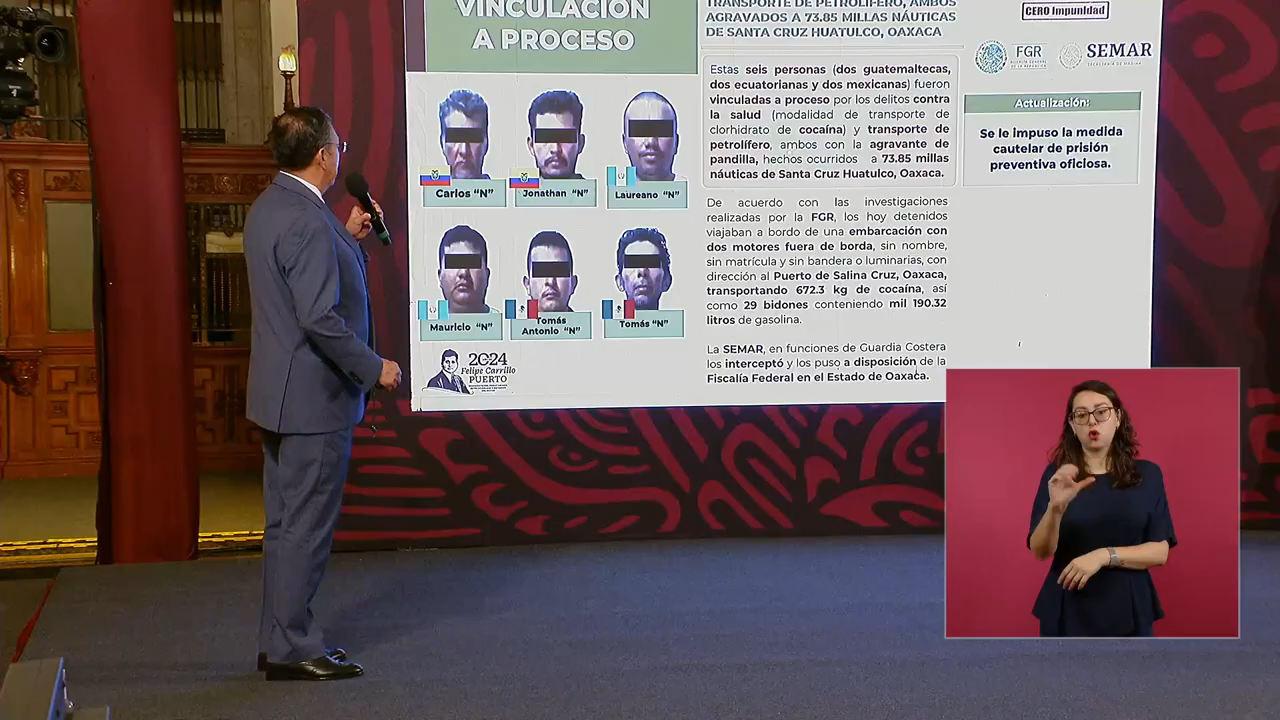 VINCULACIÓN
A PROCESO
Carlos "N"
Jonathan "N"
Laureano "N"
Mauricio "N"
Tomás
Antonio "N"
Tomás "N"
2024
Felipe Carrillo
PUERTO
TRANSPORTE DE PETROLÍFERO, AMBOS
AGRAVADOS A 73.85 MILLAS NÁUTICAS
DE SANTA CRUZ HUATULCO, OAXACA
Estas seis personas (dos guatemaltecas,
dos ecuatorianas y dos mexicanas) fueron
vinculadas a proceso por los delitos contra
la salud (modalidad de transporte de
clorhidrato de cocaína) y transporte de
petrolífero, ambos con la agravante de
pandilla, hechos ocurridos a 73.85 millas
náuticas de Santa Cruz Huatulco, Oaxaca.
De acuerdo con las investigaciones
realizadas por la FGR, los hoy detenidos
viajaban a bordo de una embarcación con
dos motores fuera de borda, sin nombre,
sin matrícula y sin bandera o luminarias, con
dirección al Puerto de Salina Cruz, Oaxaca,
transportando 672.3 kg de cocaína, así
como 29 bidones conteniendo mil 190.32
litros de gasolina.
La SEMAR, en funciones de Guardia Costera
los interceptó y los puso a disposición de la
Fiscalía Federal en el Estado de Oaxaca.
CERO Impunidad
FGR
SEMAR
SECRETARÍA DE MARINA
Actualización:
Se le impuso la medida
cautelar de prisión
preventiva oficiosa.